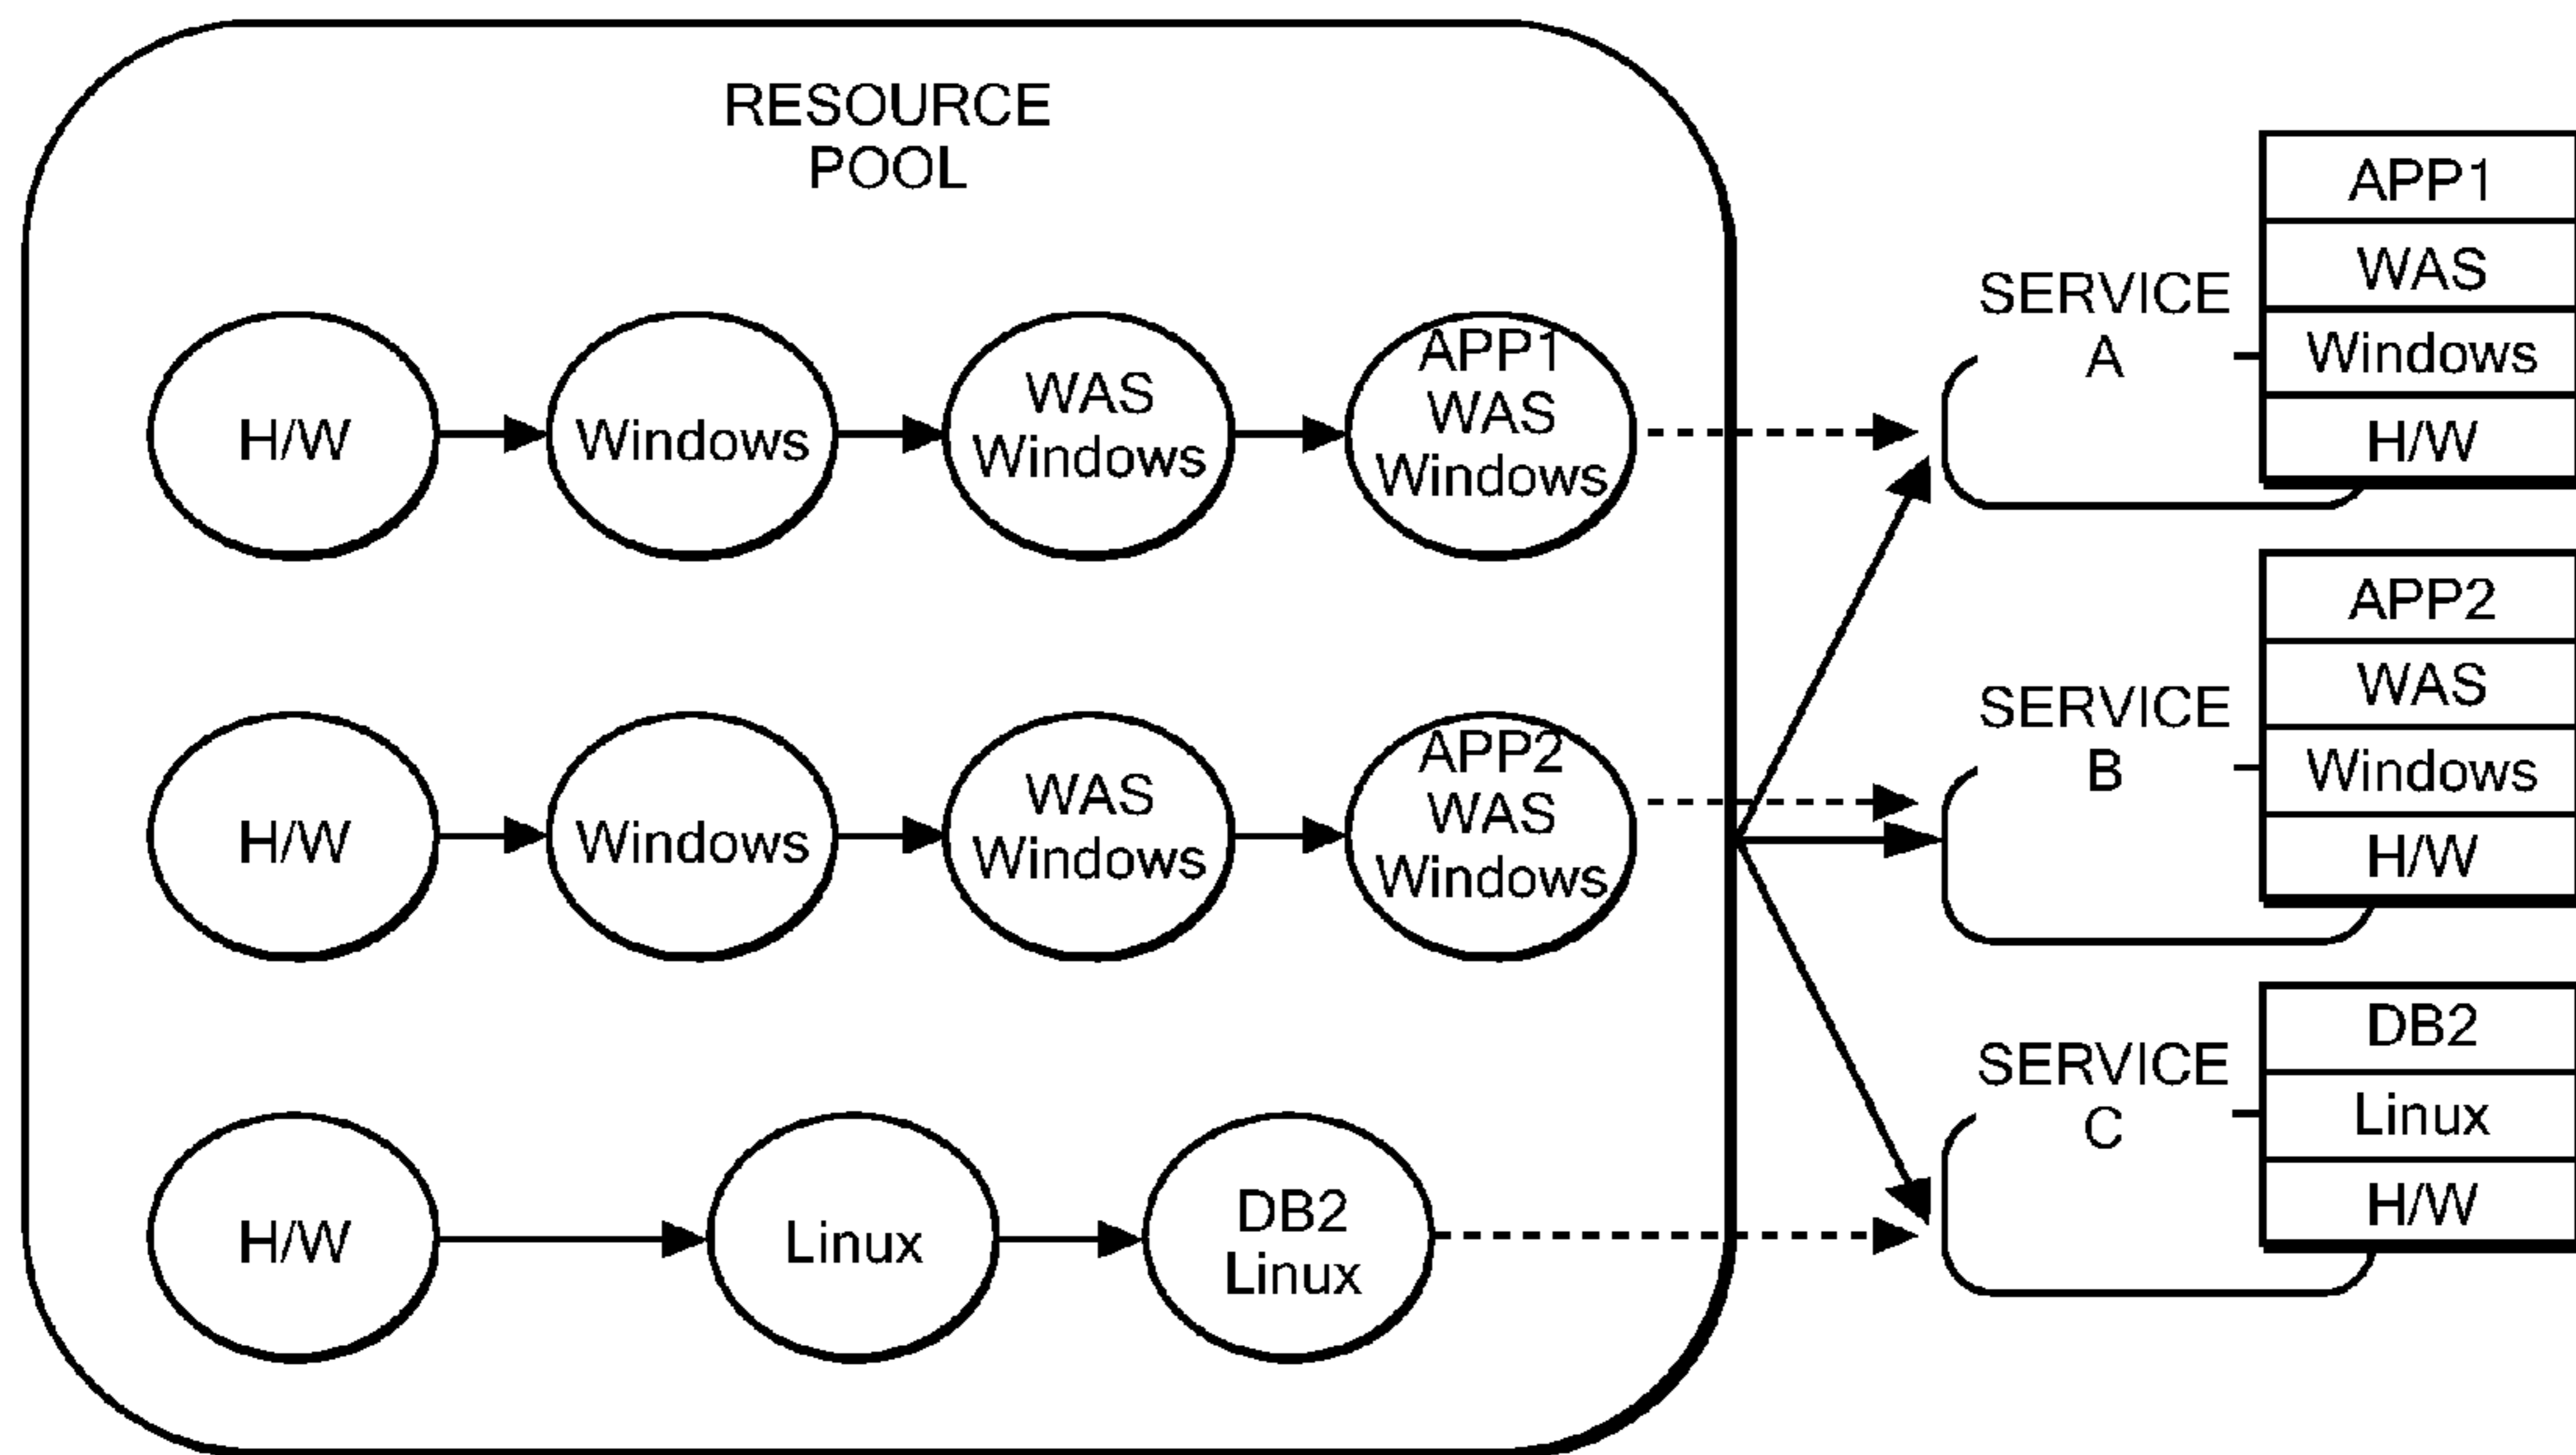 RESOURCE
POOL
H/W
Windows
WAS
Windows
APP1
WAS
Windows
SERVICE
A
APP1
WAS
Windows
H/W
H/W
Windows
WAS
Windows
APP2
WAS
Windows
SERVICE
B
APP2
WAS
Windows
H/W
H/W
Linux
DB2
Linux
SERVICE
C
DB2
Linux
H/W